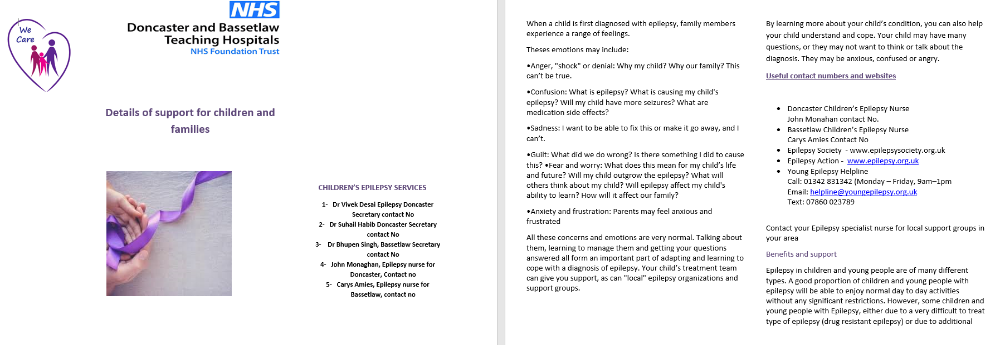 We
Care
NHS
Doncaster and Bassetlaw
Teaching Hospitals
NHS Foundation Trust
Details of support for children and
families
CHILDREN’S EPILEPSY SERVICES
1- Dr Vivek Desai Epilepsy Doncaster
Secretary contact No
2- Dr Suhail Habib Doncaster Secretary
contact No
3- Dr Bhupen Singh, Bassetlaw Secretary
contact No
4- John Monaghan, Epilepsy nurse for
Doncaster, Contact no
5- Carys Amies, Epilepsy nurse for
Bassetlaw, contact no
When a child is first diagnosed with epilepsy, family members
experience a range of feelings.
Theses emotions may include:
•Anger, "shock" or denial: Why my child? Why our family? This
can’t be true.
•Confusion: What is epilepsy? What is causing my child's
epilepsy? Will my child have more seizures? What are
medication side effects?
•Sadness: I want to be able to fix this or make it go away, and I
can’t.
•Guilt: What did we do wrong? Is there something I did to cause
this? •Fear and worry: What does this mean for my child’s life
and future? Will my child outgrow the epilepsy? What will
others think about my child? Will epilepsy affect my child's
ability to learn? How will it affect our family?
•Anxiety and frustration: Parents may feel anxious and
frustrated
All these concerns and emotions are very normal. Talking about
them, learning to manage them and getting your questions
answered all form an important part of adapting and learning to
cope with a diagnosis of epilepsy. Your child’s treatment team
can give you support, as can "local" epilepsy organizations and
support groups.
By learning more about your child’s condition, you can also help
your child understand and cope. Your child may have many
questions, or they may not want to think or talk about the
diagnosis. They may be anxious, confused or angry.
Useful contact numbers and websites
• Doncaster Children’s Epilepsy Nurse
John Monahan contact No.
• Bassetlaw Children’s Epilepsy Nurse
Carys Amies Contact No
• Epilepsy Society - www.epilepsysociety.org.uk
• Epilepsy Action - www.epilepsy.org.uk
• Young Epilepsy Helpline
Call: 01342 831342 (Monday – Friday, 9am–1pm
Email: helpline@youngepilepsy.org.uk
Text: 07860 023789
Contact your Epilepsy specialist nurse for local support groups in
your area
Benefits and support
Epilepsy in children and young people are of many different
types. A good proportion of children and young people with
epilepsy will be able to enjoy normal day to day activities
without any significant restrictions. However, some children and
young people with Epilepsy, either due to a very difficult to treat
type of epilepsy (drug resistant epilepsy) or due to additional